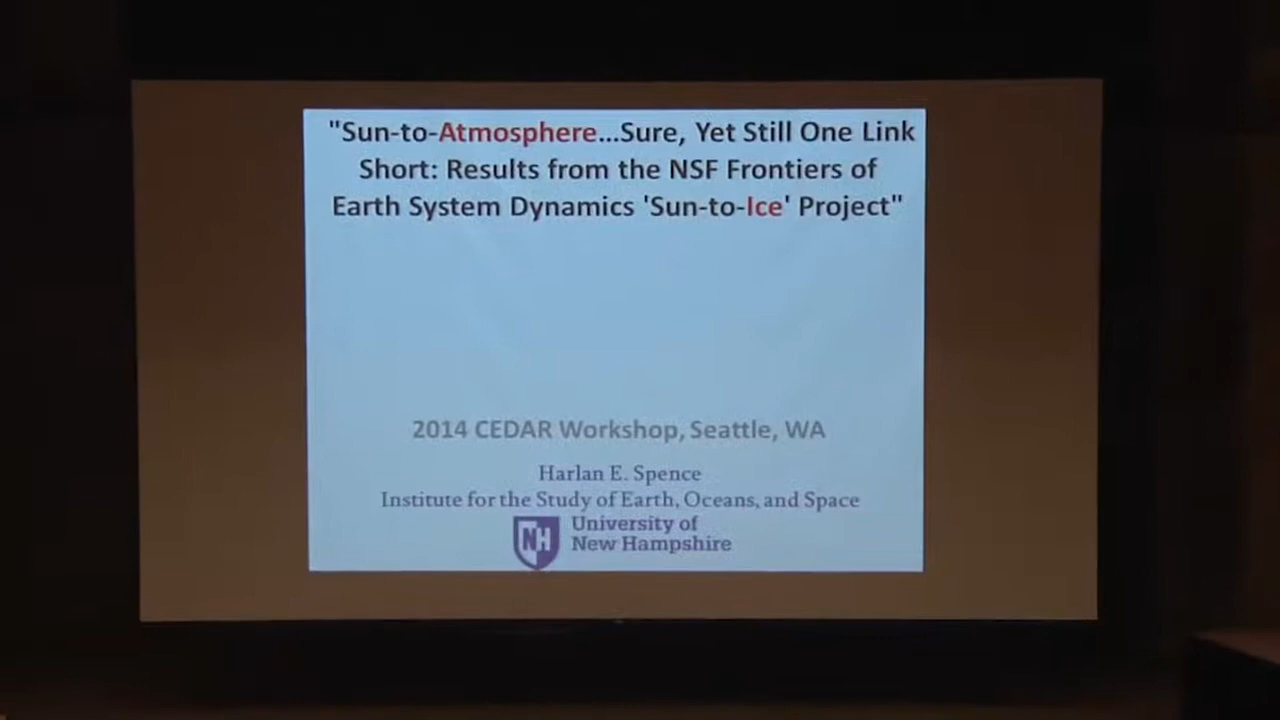 "Sun-to-Atmosphere...Sure, Yet Still One Link
Short: Results from the NSF Frontiers of
Earth System Dynamics 'Sun-to-Ice' Project"
2014 CEDAR Workshop, Seattle, WA
Harlan E. Spence
Institute for the Study of Earth, Oceans, and Space
NH
University of
New Hampshire